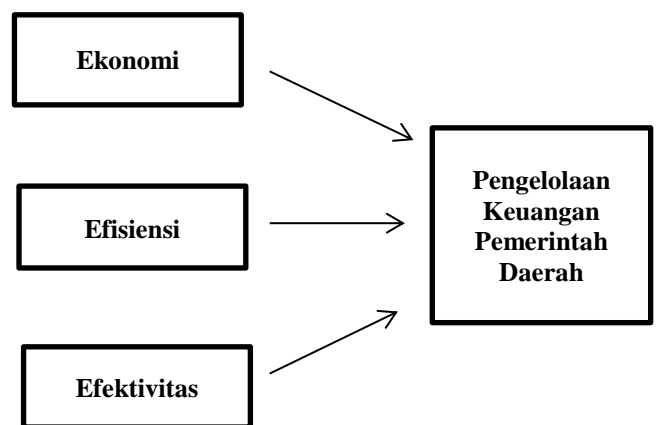 Ekonomi
Efisiensi
Efektivitas
Pengelolaan
Keuangan
Pemerintah
Daerah